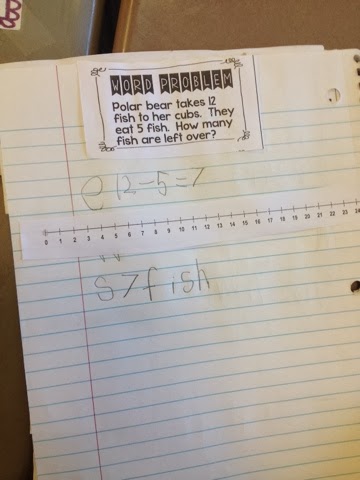 WORD PROBLEM
Polar bear takes 12
fish to her cubs. They
eat 5 fish. How many
fish are left over?
e 12-5=7
0 1 2 3 4 5 6 7 8 9 10 11 12 13 14 15 16 17 18 19 20 21 22 23 24
s 7 fish